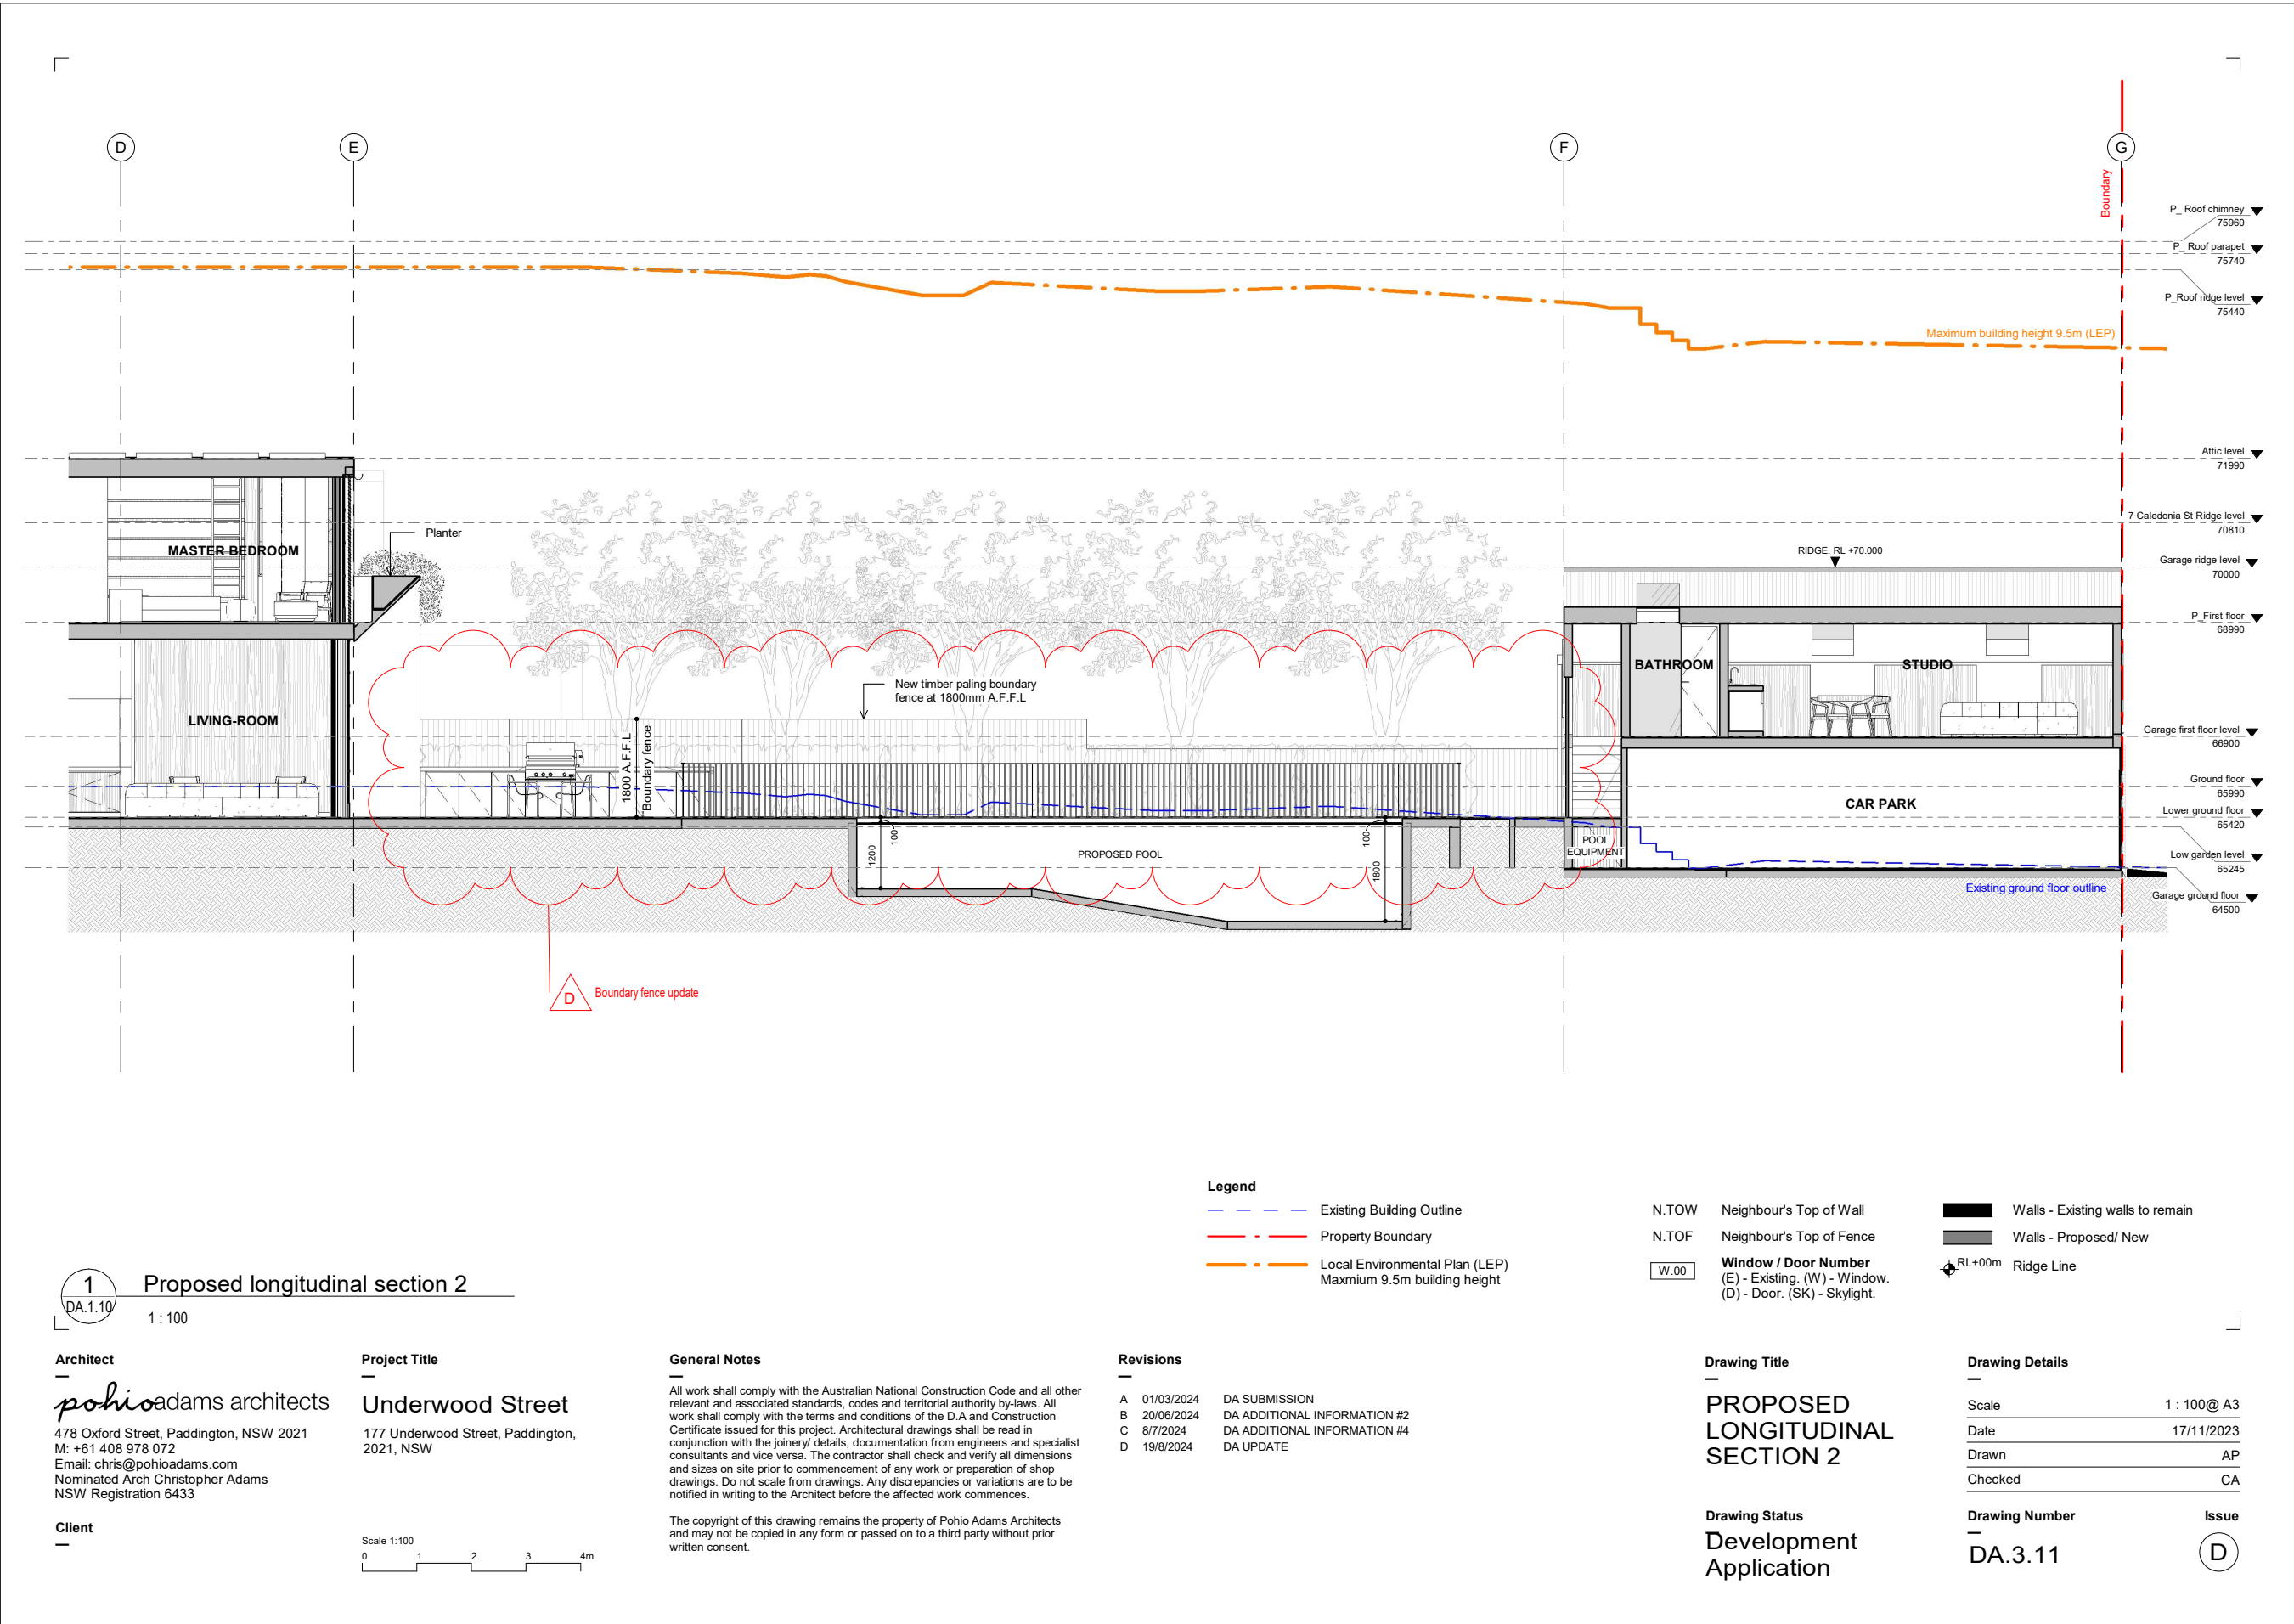 D
E
F
G
Boundary
P_ Roof chimney
75960
P_ Roof parapet
75740
P_Roof ridge level
75440
Maximum building height 9.5m (LEP)
Attic level
71990
7 Caledonia St Ridge level
70810
Planter
MASTER BEDROOM
RIDGE. RL +70.000
Garage ridge level
70000
P_First floor
68990
BATHROOM
STUDIO
New timber paling boundary
fence at 1800mm A.F.F.L
LIVING-ROOM
1800 A.F.F.L
Boundary fence
Garage first floor level
66900
Ground floor
65990
CAR PARK
Lower ground floor
65420
100
1200
PROPOSED POOL
100
1800
POOL
EQUIPMENT
Low garden level
65245
Existing ground floor outline
Garage ground floor
64500
D
Boundary fence update
Legend
Existing Building Outline
Property Boundary
Local Environmental Plan (LEP)
Maxmium 9.5m building height
N.TOW
Neighbour's Top of Wall
N.TOF
Neighbour's Top of Fence
W.00
Window / Door Number
(E) - Existing. (W) - Window.
(D) - Door. (SK) - Skylight.
Walls - Existing walls to remain
Walls - Proposed/ New
RL+00m
Ridge Line
1
DA.1.10
Proposed longitudinal section 2
1 : 100
Architect
pohio adams architects
478 Oxford Street, Paddington, NSW 2021
M: +61 408 978 072
Email: chris@pohioadams.com
Nominated Arch Christopher Adams
NSW Registration 6433
Client
Project Title
Underwood Street
177 Underwood Street, Paddington,
2021, NSW
Scale 1:100
0 1 2 3 4m
General Notes
All work shall comply with the Australian National Construction Code and all other
relevant and associated standards, codes and territorial authority by-laws. All
work shall comply with the terms and conditions of the D.A and Construction
Certificate issued for this project. Architectural drawings shall be read in
conjunction with the joinery/ details, documentation from engineers and specialist
consultants and vice versa. The contractor shall check and verify all dimensions
and sizes on site prior to commencement of any work or preparation of shop
drawings. Do not scale from drawings. Any discrepancies or variations are to be
notified in writing to the Architect before the affected work commences.
The copyright of this drawing remains the property of Pohio Adams Architects
and may not be copied in any form or passed on to a third party without prior
written consent.
Revisions
A 01/03/2024 DA SUBMISSION
B 20/06/2024 DA ADDITIONAL INFORMATION #2
C 8/7/2024 DA ADDITIONAL INFORMATION #4
D 19/8/2024 DA UPDATE
Drawing Title
PROPOSED
LONGITUDINAL
SECTION 2
Drawing Status
Development
Application
Drawing Details
Scale 1 : 100@ A3
Date 17/11/2023
Drawn AP
Checked CA
Drawing Number
DA.3.11
Issue
D